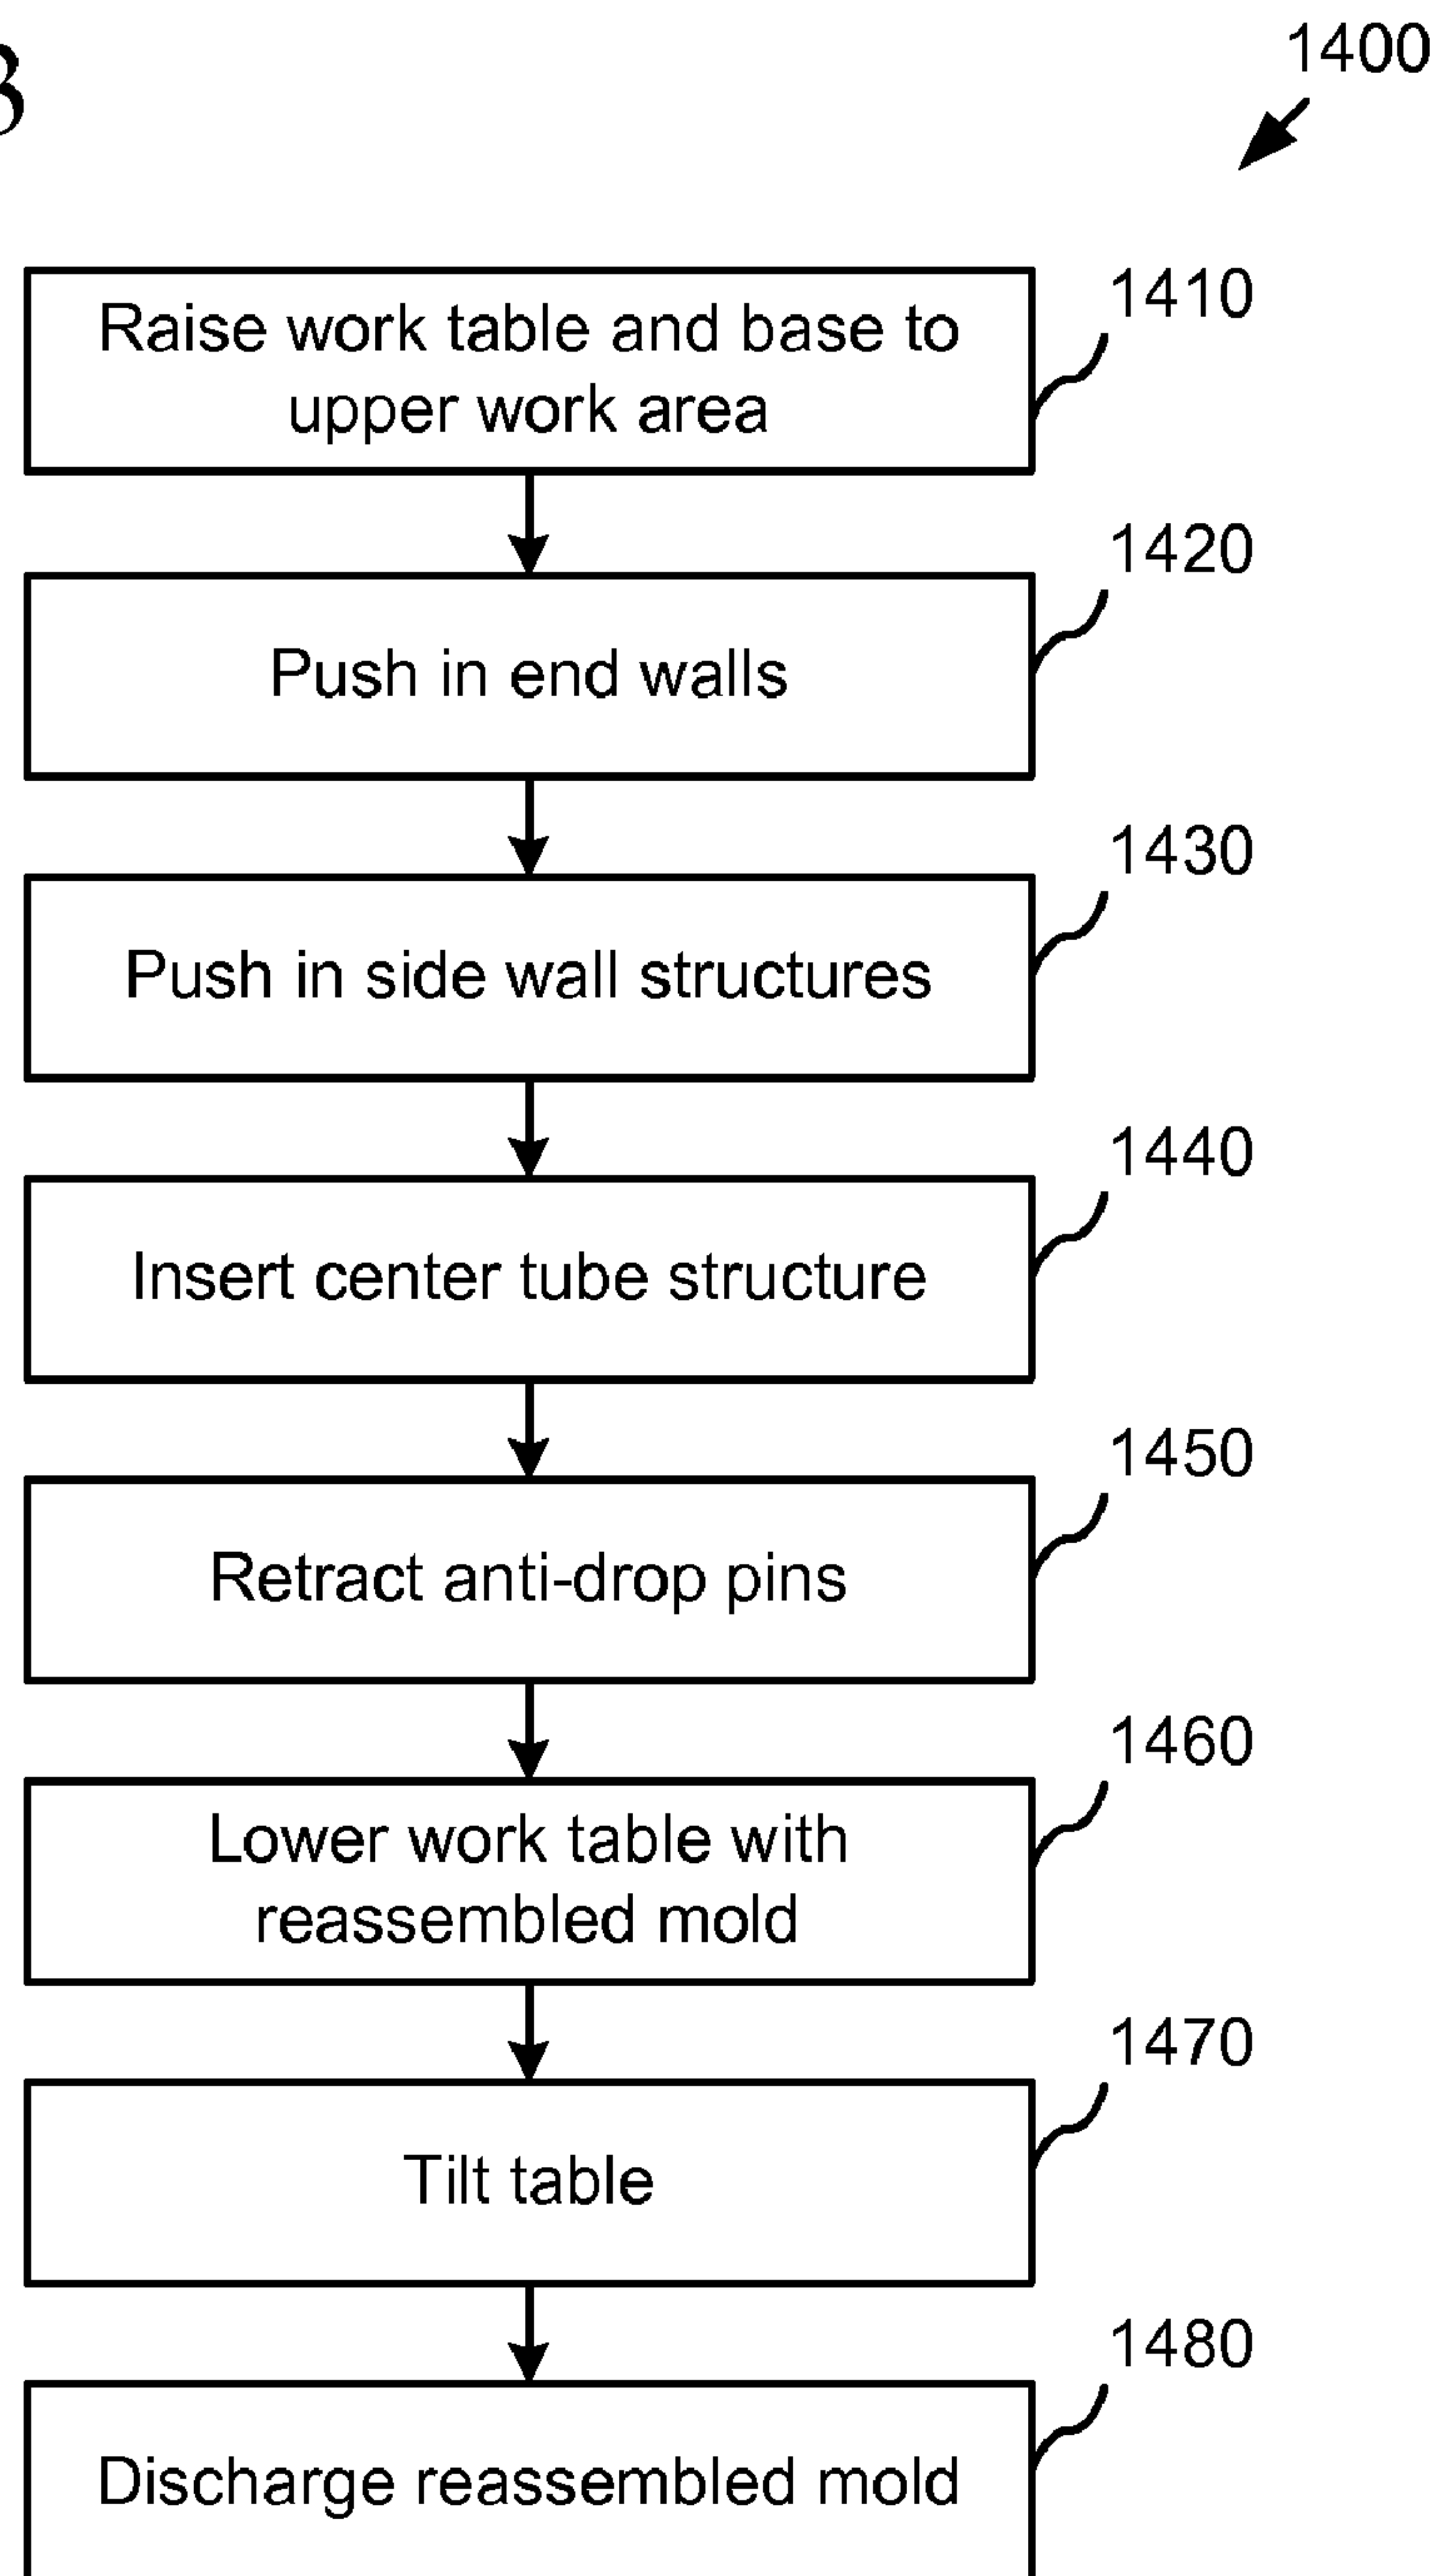 B
1400
1410
Raise work table and base to
upper work area
1420
Push in end walls
1430
Push in side wall structures
1440
Insert center tube structure
1450
Retract anti-drop pins
1460
Lower work table with
reassembled mold
1470
Tilt table
1480
Discharge reassembled mold